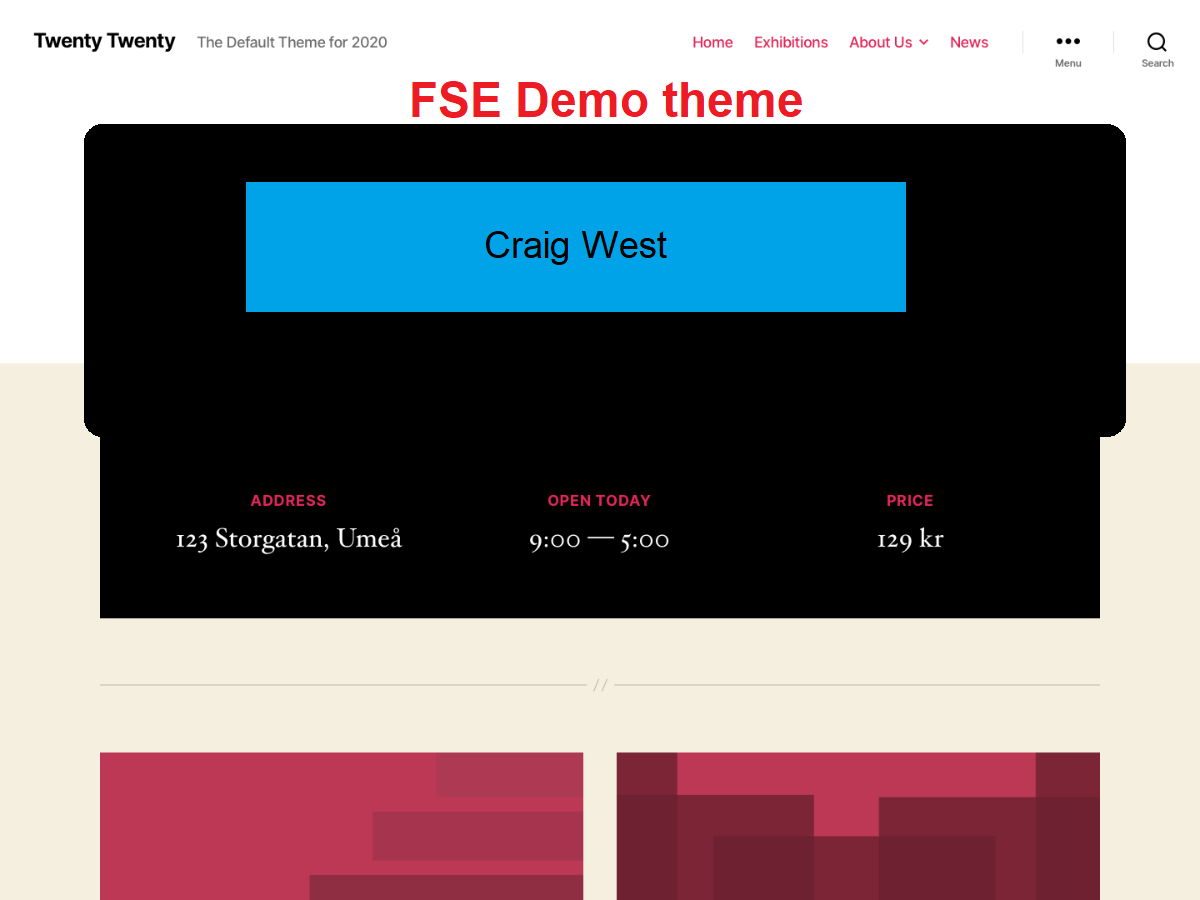 Twenty Twenty The Default Theme for 2020 Home Exhibitions About Us News Menu Search
FSE Demo theme
Craig West
ADDRESS OPEN TODAY PRICE
123 Storgatan, Umeå 9:00 — 5:00 129 kr
//